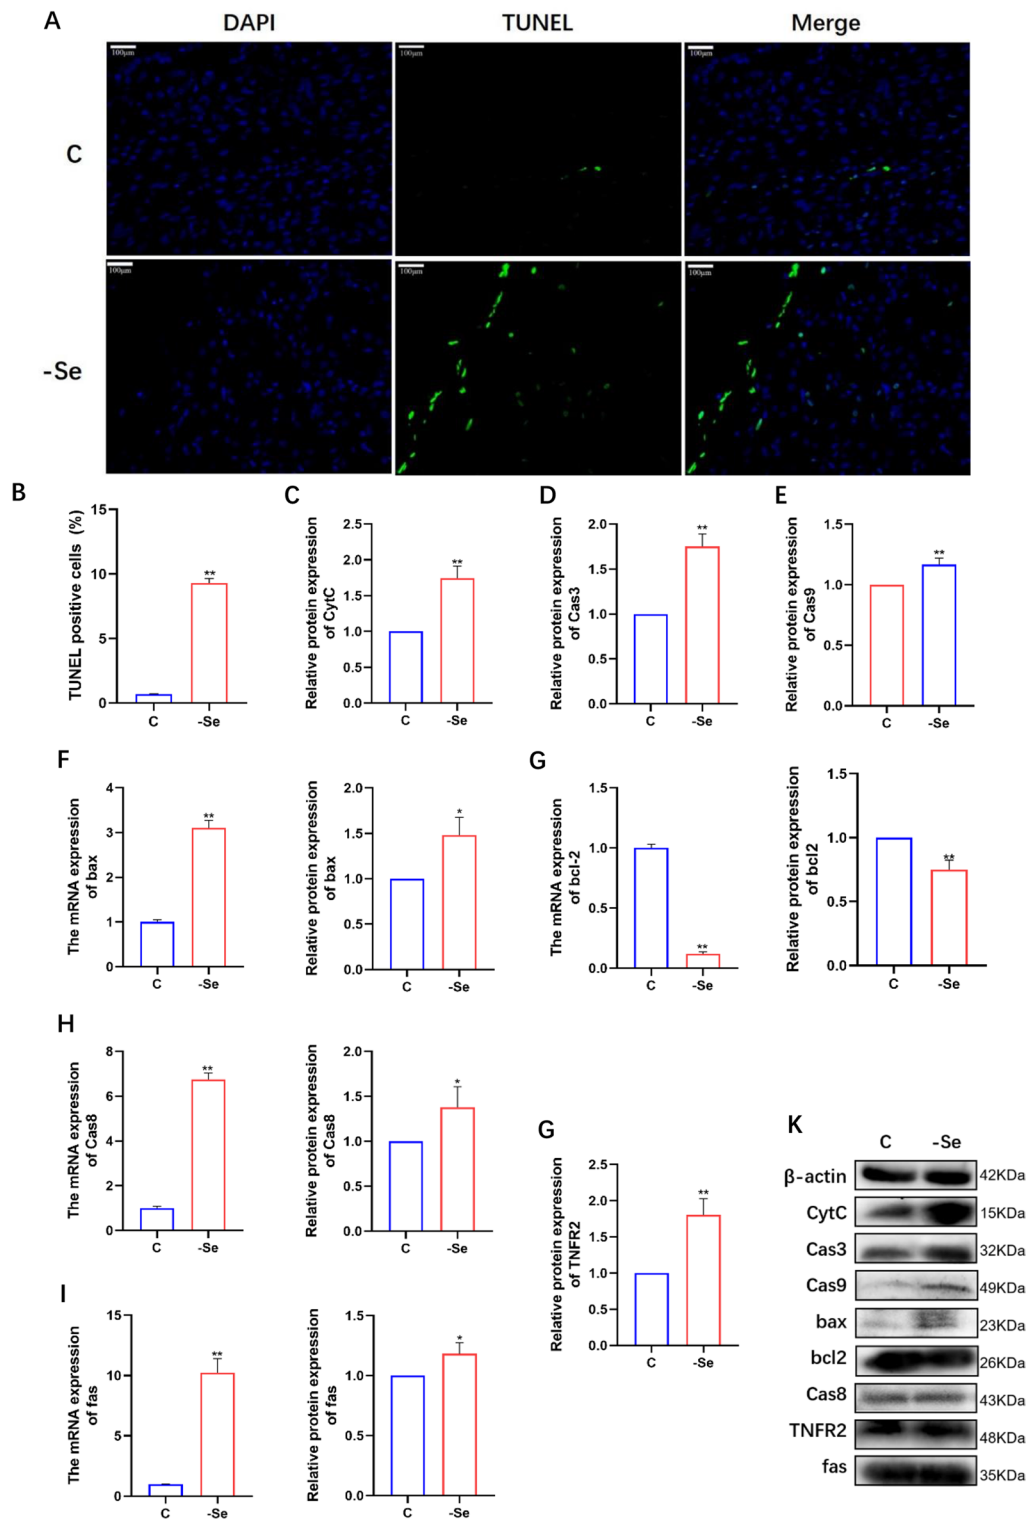 A
DAPI TUNEL Merge
100μm 100μm 100μm
C
100μm 100μm 100μm
-Se
B
TUNEL positive cells (%)
15
10
5
0
**
C -Se
C
Relative protein expression
of CytC
2.5
2.0
1.5
1.0
0.5
0.0
**
C -Se
D
Relative protein expression
of Cas3
2.0
1.5
1.0
0.5
0.0
**
C -Se
E
Relative protein expression
of Cas9
1.5
1.0
0.5
0.0
**
C -Se
F
The mRNA expression
of bax
4
3
2
1
0
**
C -Se
Relative protein expression
of bax
2.0
1.5
1.0
0.5
0.0
*
C -Se
G
The mRNA expression
of bcl-2
1.5
1.0
0.5
0.0
**
C -Se
Relative protein expression
of bcl2
1.5
1.0
0.5
0.0
**
C -Se
H
The mRNA expression
of Cas8
8
6
4
2
0
**
C -Se
Relative protein expression
of Cas8
2.0
1.5
1.0
0.5
0.0
*
C -Se
G
Relative protein expression
of TNFR2
2.5
2.0
1.5
1.0
0.5
0.0
**
C -Se
I
The mRNA expression
of fas
15
10
5
0
**
C -Se
Relative protein expression
of fas
1.5
1.0
0.5
0.0
*
C -Se
K
C -Se
β-actin 42KDa
CytC 15KDa
Cas3 32KDa
Cas9 49KDa
bax 23KDa
bcl2 26KDa
Cas8 43KDa
TNFR2 48KDa
fas 35KDa